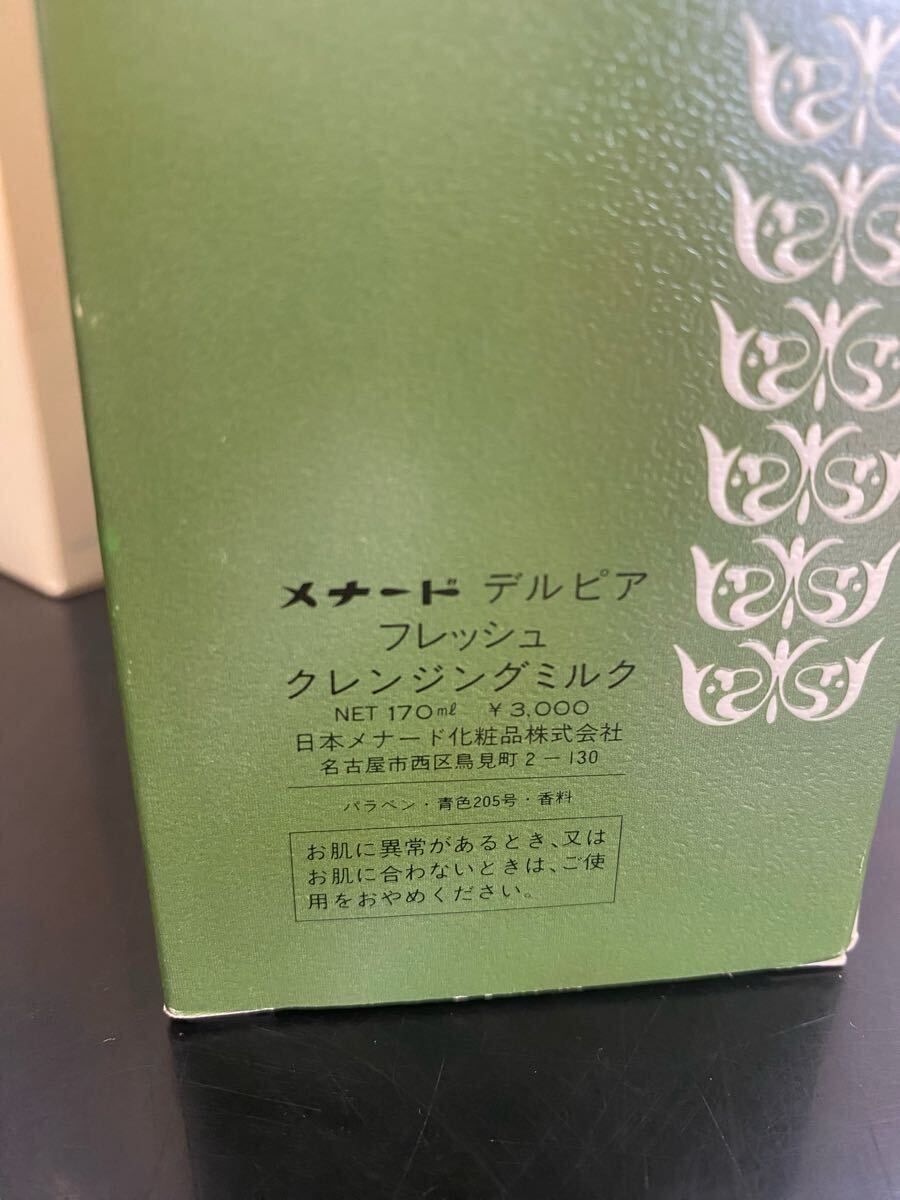 メナード デルピア
フレッシュ
クレンジングミルク
NET 170ml ¥3,000
日本メナード化粧品株式会社
名古屋市西区鳥見町2-130
パラベン・青色205号・香料
お肌に異常があるとき、又は
お肌に合わないときは、ご使
用をおやめください。